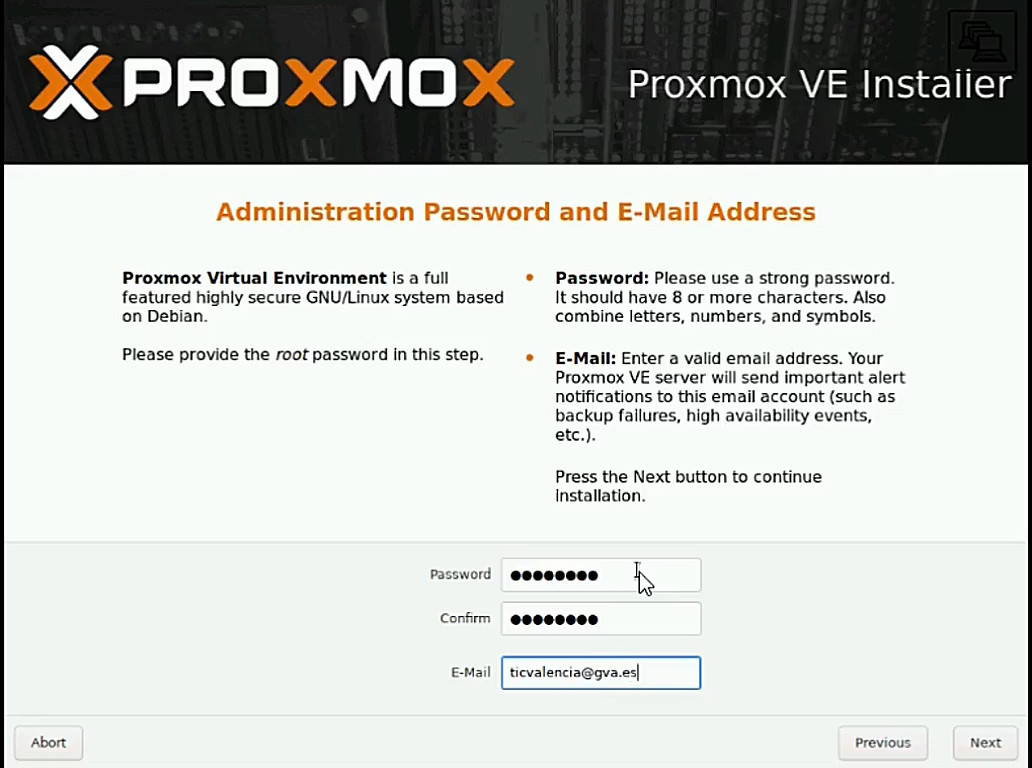 PROXMOX
Proxmox VE Installer
Administration Password and E-Mail Address
Proxmox Virtual Environment is a full
featured highly secure GNU/Linux system based
on Debian.
Please provide the root password in this step.
Password: Please use a strong password.
It should have 8 or more characters. Also
combine letters, numbers, and symbols.
E-Mail: Enter a valid email address. Your
Proxmox VE server will send important alert
notifications to this email account (such as
backup failures, high availability events,
etc.).
Press the Next button to continue
installation.
Password ●●●●●●●●
Confirm ●●●●●●●●
E-Mail ticvalencia@gva.es
Abort Previous Next